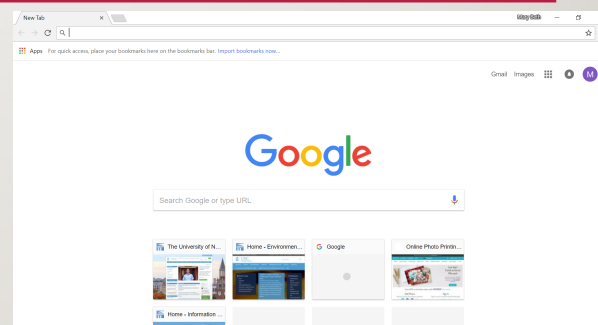 New Tab
Mary Beth
Apps For quick access, place your bookmarks here on the bookmarks bar. Import bookmarks now...
Gmail Images
M
Google
Search Google or type URL
The University of N...
Home - Environmen...
G Google
Online Photo Printin...
Home - Information ...